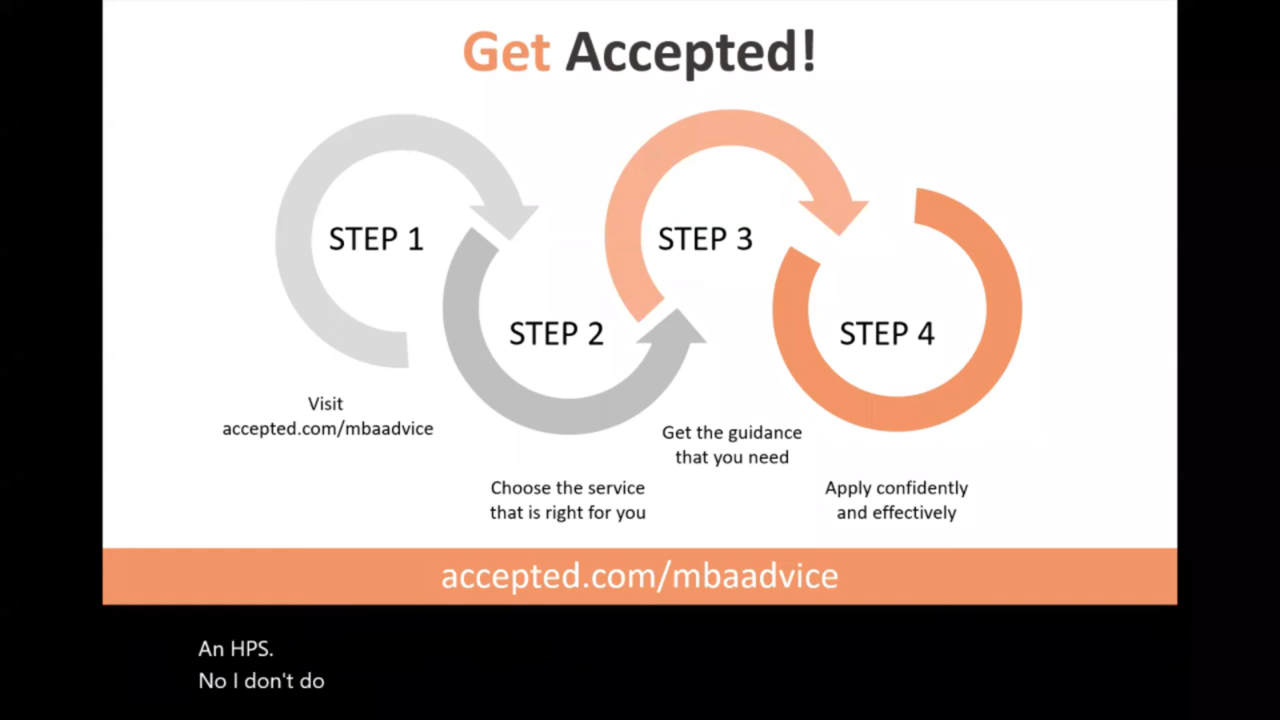 Get Accepted!
STEP 1
STEP 3
STEP 2
STEP 4
Visit
accepted.com/mbaadvice
Choose the service
that is right for you
Get the guidance
that you need
Apply confidently
and effectively
accepted.com/mbaadvice
An HPS.
No I don't do